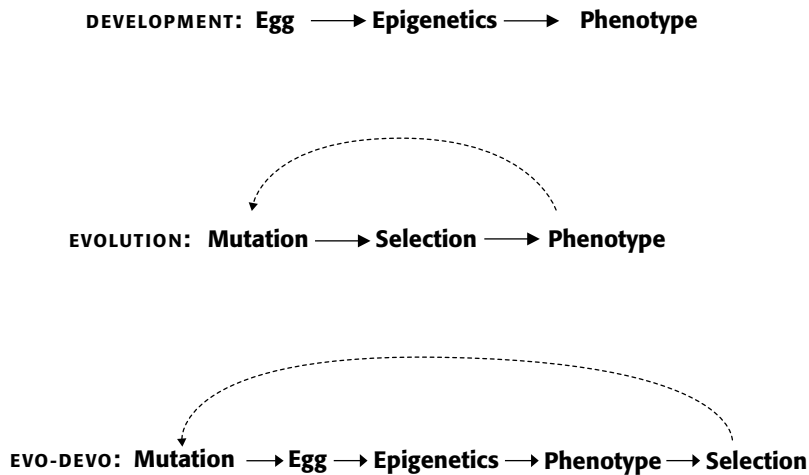 DEVELOPMENT: Egg Epigenetics Phenotype
EVOLUTION: Mutation Selection Phenotype
EVO-DEVO: Mutation Egg Epigenetics Phenotype Selection